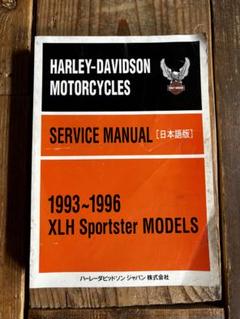 HARLEY-DAVIDSON
MOTORCYCLES
SERVICE MANUAL [日本語版]
1993~1996
XLH Sportster MODELS
ハーレーダビッドソン ジャパン 株式会社